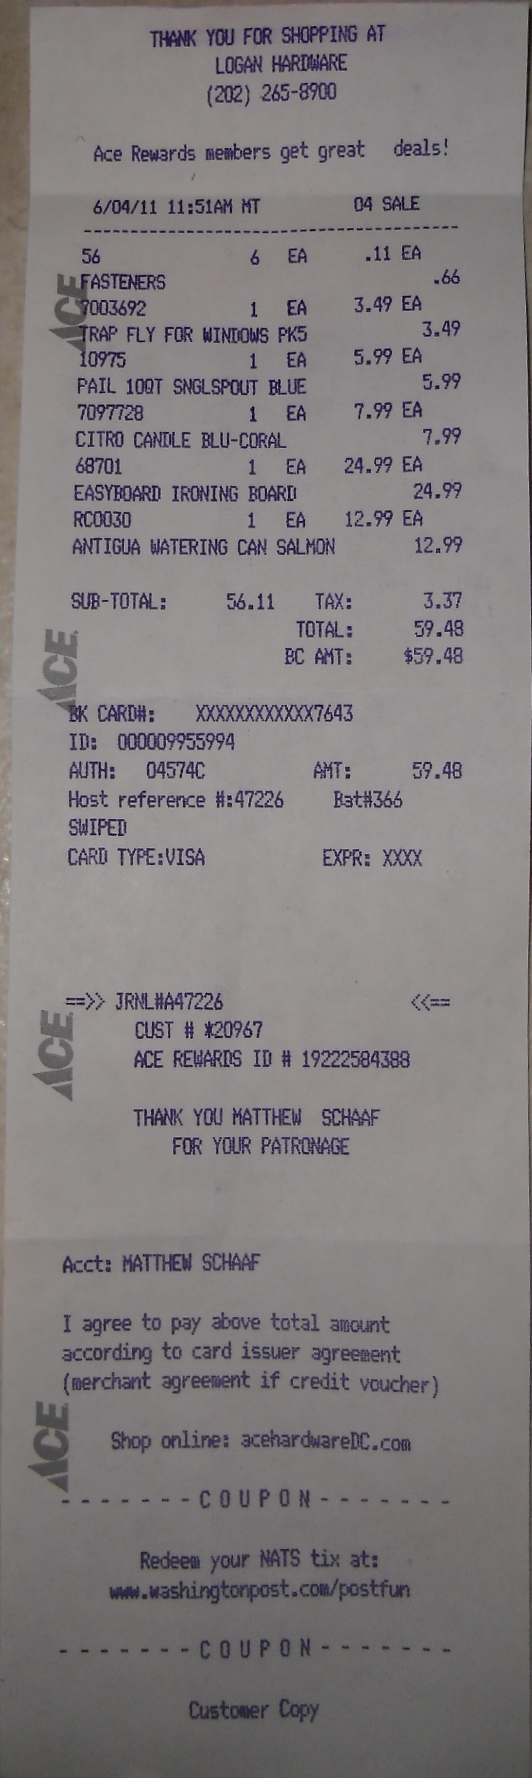 THANK YOU FOR SHOPPING AT
LOGAN HARDWARE
(202) 265-8900
Ace Rewards members get great deals!
6/04/11 11:51AM MT 04 SALE
----------------------------------------
56 6 EA .11 EA
FASTENERS .66
7003692 1 EA 3.49 EA
TRAP FLY FOR WINDOWS PK5 3.49
10975 1 EA 5.99 EA
PAIL 10QT SNGLSPOUT BLUE 5.99
7097728 1 EA 7.99 EA
CITRO CANDLE BLU-CORAL 7.99
68701 1 EA 24.99 EA
EASYBOARD IRONING BOARD 24.99
RCO030 1 EA 12.99 EA
ANTIGUA WATERING CAN SALMON 12.99
SUB-TOTAL: 56.11 TAX: 3.37
TOTAL: 59.48
BC AMT: $59.48
BK CARD#: XXXXXXXXXXXX7643
ID: 000009955994
AUTH: 04574C AMT: 59.48
Host reference #:47226 Bat#366
SWIPED
CARD TYPE:VISA EXPR: XXXX
==>> JRNL#A47226 <<==
CUST # *20967
ACE REWARDS ID # 19222584388
THANK YOU MATTHEW SCHAAF
FOR YOUR PATRONAGE
Acct: MATTHEW SCHAAF
I agree to pay above total amount
according to card issuer agreement
(merchant agreement if credit voucher)
Shop online: acehardwareDC.com
- - - - - - - C O U P O N - - - - - - -
Redeem your NATS tix at:
www.washingtonpost.com/postfun
- - - - - - - C O U P O N - - - - - - -
Customer Copy
ACE
ACE
ACE
ACE